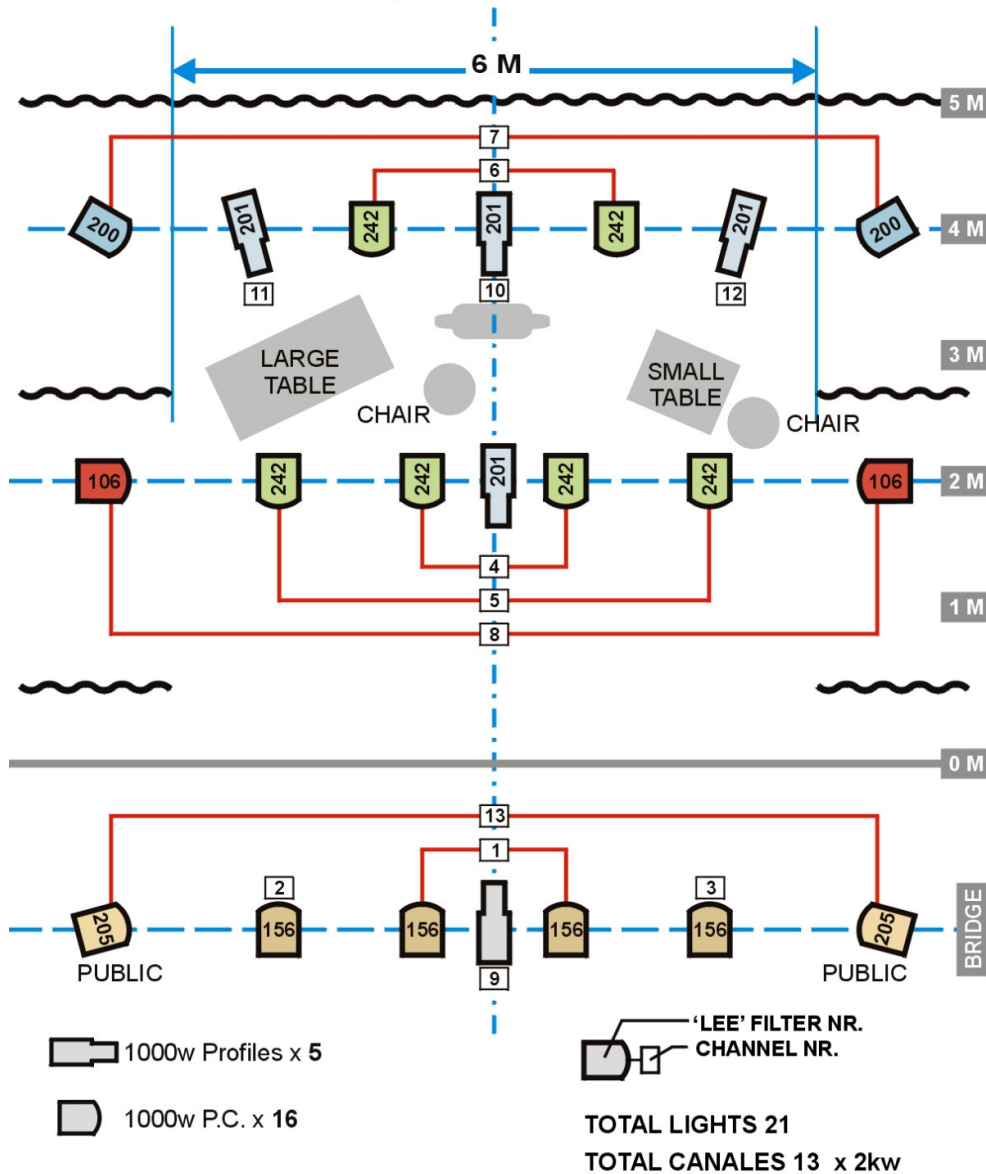 6 M
5 M
7
6
200
201
242
201
242
201
200
4 M
11
10
12
LARGE
TABLE
SMALL
TABLE
3 M
CHAIR
CHAIR
106
242
242
201
242
242
106
2 M
4
5
1 M
8
0 M
13
1
2
3
205
156
156
156
156
205
BRIDGE
PUBLIC
9
PUBLIC
1000w Profiles x 5
'LEE' FILTER NR.
CHANNEL NR.
1000w P.C. x 16
TOTAL LIGHTS 21
TOTAL CANALES 13 x 2kw